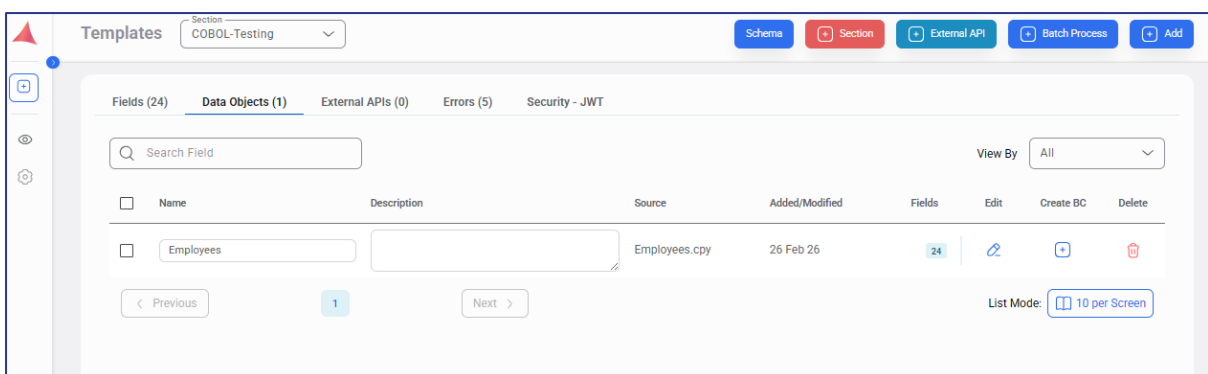 Section
Templates COBOL-Testing Schema Section External API Batch Process Add
Fields (24) Data Objects (1) External APIs (0) Errors (5) Security - JWT
Search Field View By All
Name Description Source Added/Modified Fields Edit Create BC Delete
Employees Employees.cpy 26 Feb 26 24
< Previous 1 Next > List Mode: 10 per Screen